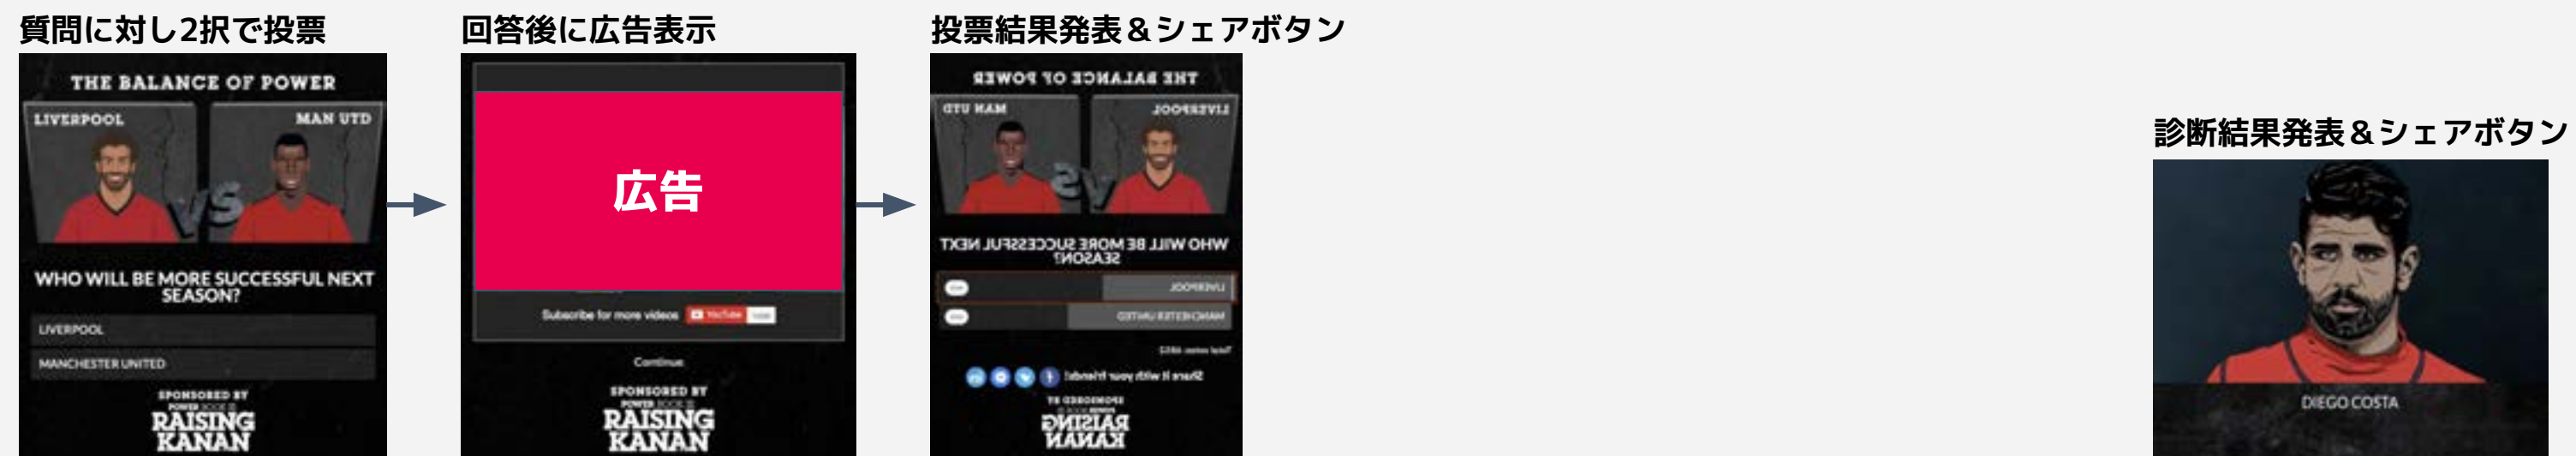 質問に対し2択で投票
THE BALANCE OF POWER
LIVERPOOL
MAN UTD
VS
WHO WILL BE MORE SUCCESSFUL NEXT
SEASON?
LIVERPOOL
MANCHESTER UNITED
SPONSORED BY
RAISING
KANAN
回答後に広告表示
広告
Subscribe for more videos
YouTube
Continue
SPONSORED BY
RAISING
KANAN
投票結果発表＆シェアボタン
THE BALANCE OF POWER
LIVERPOOL
MAN UTD
VS
WHO WILL BE MORE SUCCESSFUL NEXT
SEASON?
LIVERPOOL
MANCHESTER UNITED
Share it with your friends!
SPONSORED BY
RAISING
KANAN
診断結果発表＆シェアボタン
DIEGO COSTA